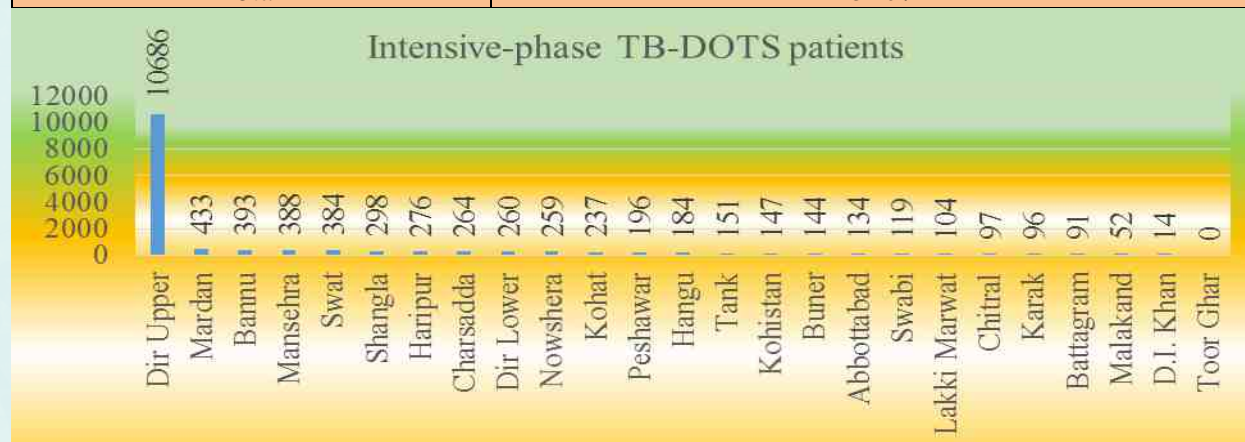 Intensive-phase TB-DOTS patients
12000
10000
8000
6000
4000
2000
0
10686
433
393
388
384
298
276
264
260
259
237
196
184
151
147
144
134
119
104
97
96
91
52
14
0
Dir Upper
Mardan
Bannu
Mansehra
Swat
Shangla
Haripur
Charsadda
Dir Lower
Nowshera
Kohat
Peshawar
Hangu
Tank
Kohistan
Buner
Abbottabad
Swabi
Lakki Marwat
Chitral
Karak
Battagram
Malakand
D.I. Khan
Toor Ghar